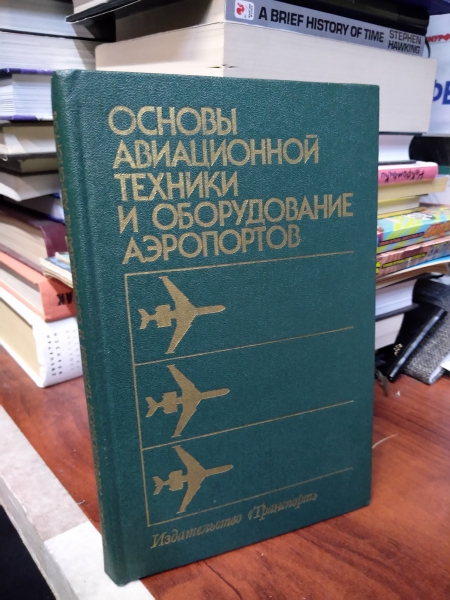 A BRIEF HISTORY OF TIME
STEPHEN
HAWKING
ОСНОВЫ
АВИАЦИОННОЙ
ТЕХНИКИ
И ОБОРУДОВАНИЕ
АЭРОПОРТОВ
Издательство «Транспорт»